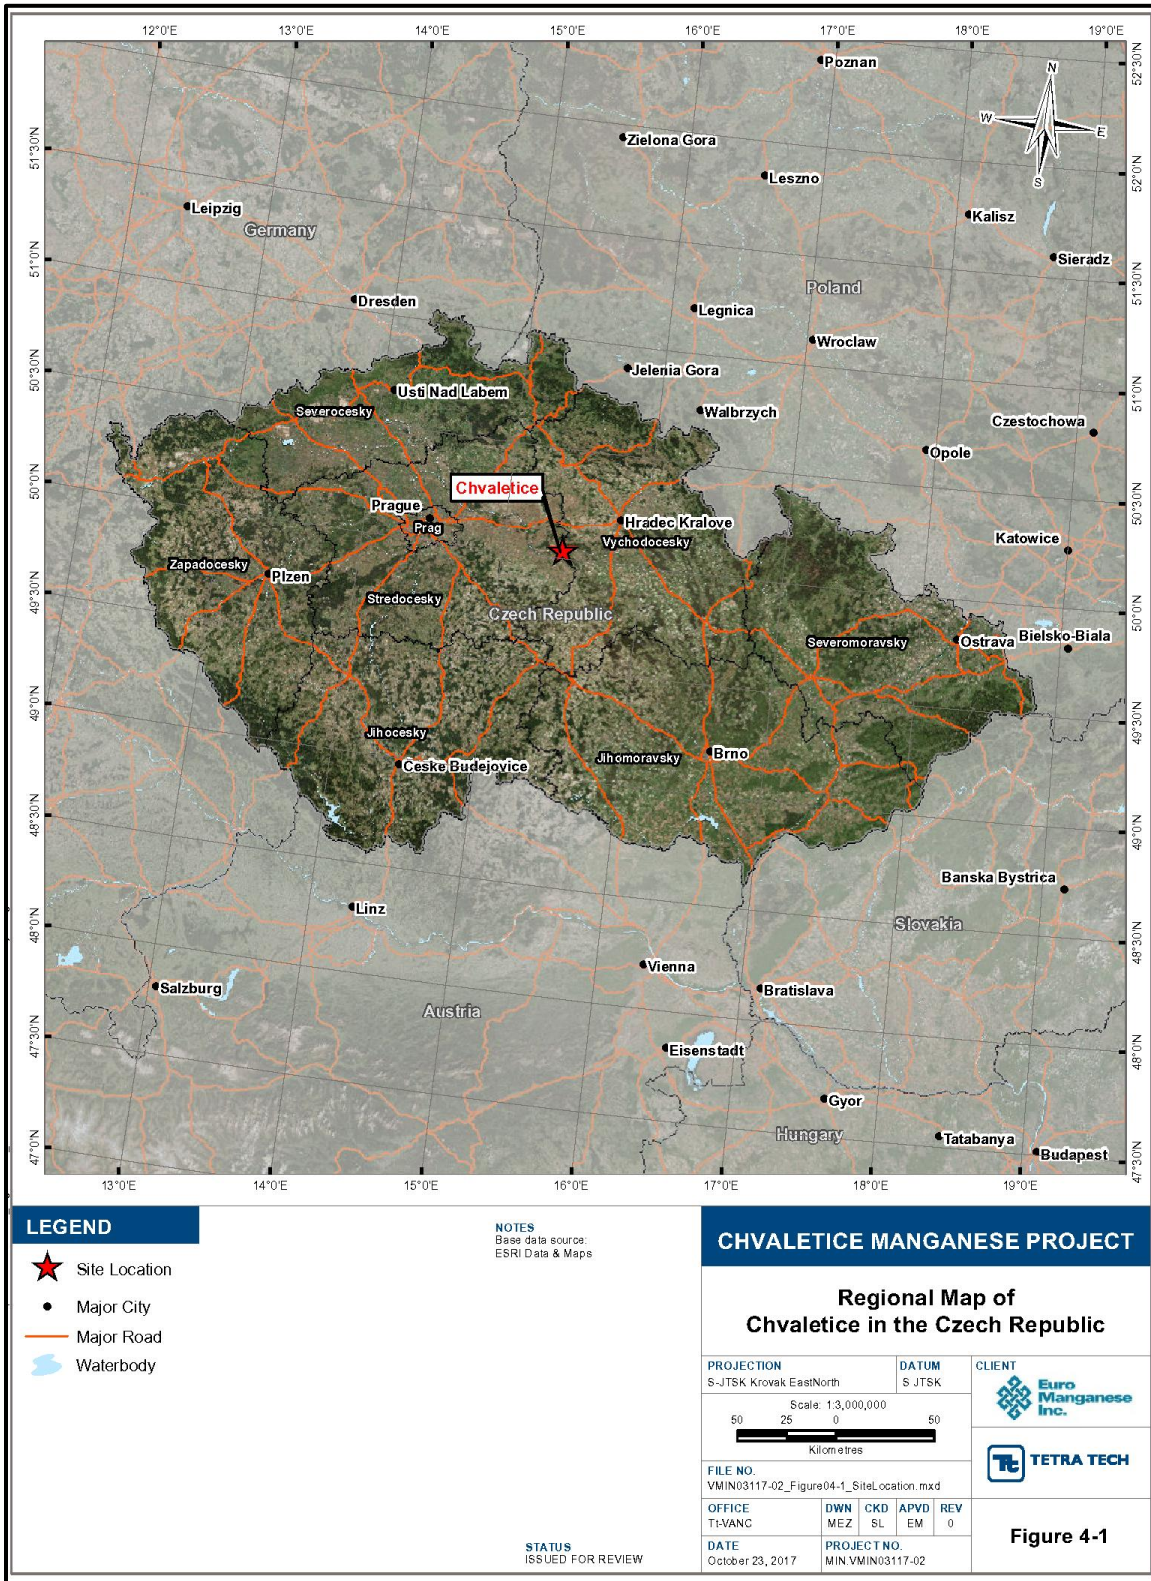 12°0'E 13°0'E 14°0'E 15°0'E 16°0'E 17°0'E 18°0'E 19°0'E
52°30'N
52°0'N
51°30'N
51°0'N
50°30'N
50°0'N
49°30'N
49°0'N
48°30'N
48°0'N
47°30'N
51°30'N
51°0'N
50°30'N
50°0'N
49°30'N
49°0'N
48°30'N
48°0'N
47°30'N
47°0'N
N
W
E
S
Poznan
Zielona Gora
Leszno
Leipzig
Kalisz
Germany
Sieradz
Poland
Dresden
Legnica
Wroclaw
Jelenia Gora
Usti Nad Labem
Walbrzych
Severocesky
Czestochowa
Opole
Chvaletice
Prague
Prag
Hradec Kralove
Vychodocesky
Katowice
Zapadocesky
Plzen
Stredocesky
Czech Republic
Severomoravsky
Ostrava
Bielsko-Biala
Jihocesky
Ceske Budejovice
Jihomoravsky
Brno
Banska Bystrica
Linz
Slovakia
Vienna
Salzburg
Bratislava
Austria
Eisenstadt
Gyor
Hungary
Tatabanya
Budapest
13°0'E 14°0'E 15°0'E 16°0'E 17°0'E 18°0'E 19°0'E
LEGEND
Site Location
Major City
Major Road
Waterbody
NOTES
Base data source:
ESRI Data & Maps
STATUS
ISSUED FOR REVIEW
CHVALETICE MANGANESE PROJECT
Regional Map of
Chvaletice in the Czech Republic
PROJECTION
S-JTSK Krovak EastNorth
DATUM
S JTSK
CLIENT
Euro
Manganese
Inc.
Scale: 1:3,000,000
50 25 0 50
Kilometres
Tt TETRA TECH
FILE NO.
VMIN03117-02_Figure04-1_SiteLocation.mxd
OFFICE
Tt-VANC
DWN
MEZ
CKD
SL
APVD
EM
REV
0
DATE
October 23, 2017
PROJECT NO.
MIN.VMIN03117-02
Figure 4-1